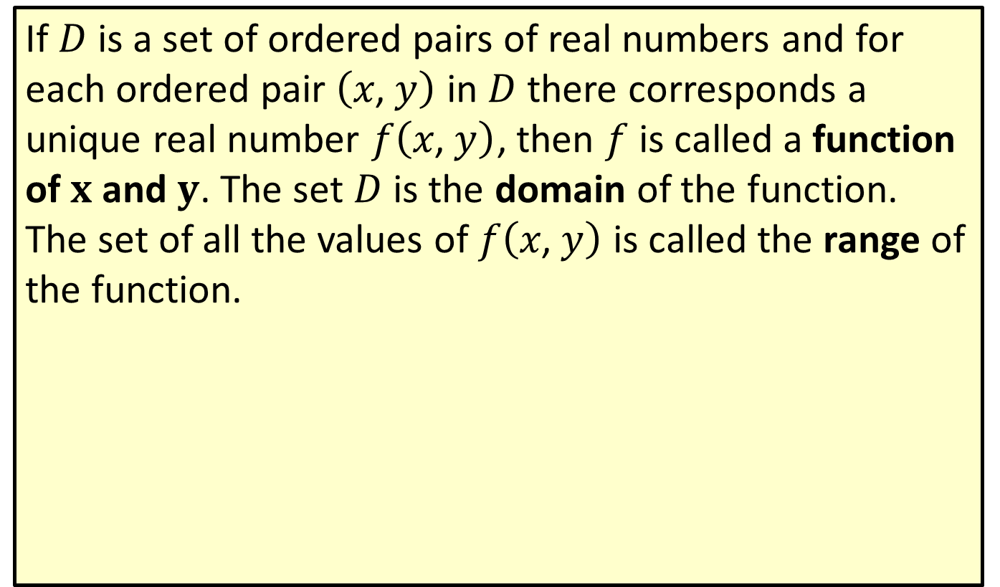 If D is a set of ordered pairs of real numbers and for
each ordered pair (x, y) in D there corresponds a
unique real number f(x, y), then f is called a function
of x and y. The set D is the domain of the function.
The set of all the values of f(x, y) is called the range of
the function.